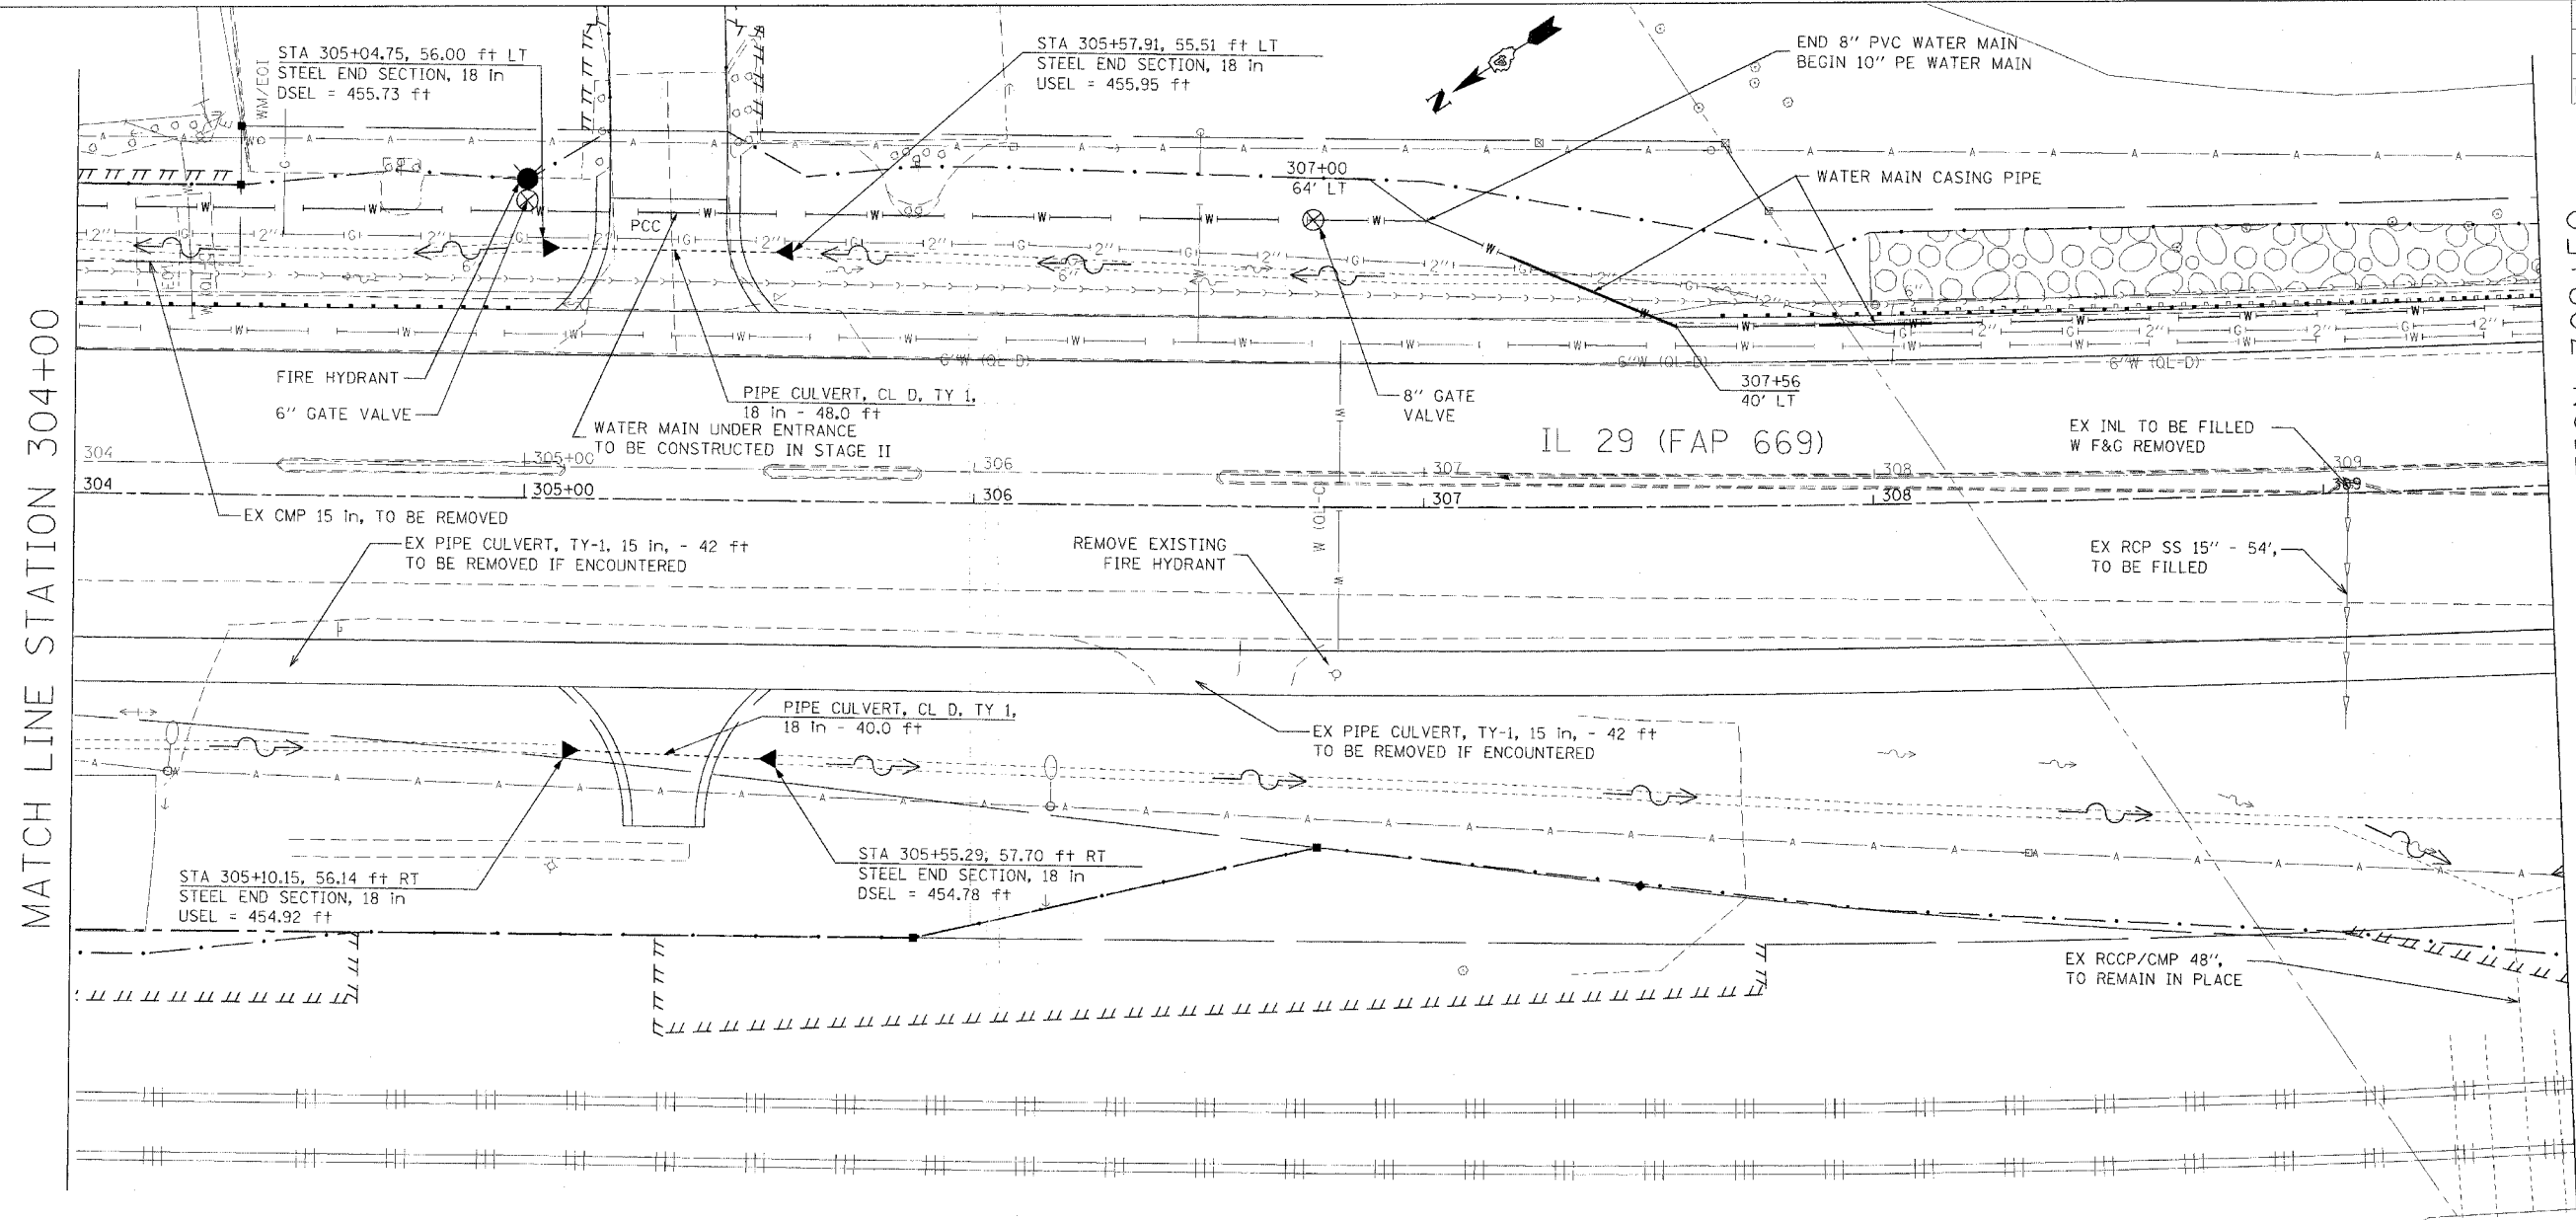 STA 305+04.75, 56.00 ft LT
STEEL END SECTION, 18 in
DSEL = 455.73 ft
WM/EOI
STA 305+57.91, 55.51 ft LT
STEEL END SECTION, 18 in
USEL = 455.95 ft
N
END 8" PVC WATER MAIN
BEGIN 10" PE WATER MAIN
307+00
64' LT
WATER MAIN CASING PIPE
PCC
FIRE HYDRANT
6" GATE VALVE
PIPE CULVERT, CL D, TY 1,
18 in - 48.0 ft
WATER MAIN UNDER ENTRANCE
TO BE CONSTRUCTED IN STAGE II
6"W (QL-D)
6"W (QL-D)
6"W (QL-D)
8" GATE
VALVE
307+56
40' LT
IL 29 (FAP 669)
EX INL TO BE FILLED
W F&G REMOVED
304
305+00
306
307
308
309
304
305+00
306
307
308
309
EX CMP 15 in, TO BE REMOVED
EX PIPE CULVERT, TY-1, 15 in, - 42 ft
TO BE REMOVED IF ENCOUNTERED
REMOVE EXISTING
FIRE HYDRANT
EX RCP SS 15" - 54',
TO BE FILLED
MATCH LINE STATION 304+00
PIPE CULVERT, CL D, TY 1,
18 in - 40.0 ft
EX PIPE CULVERT, TY-1, 15 in, - 42 ft
TO BE REMOVED IF ENCOUNTERED
STA 305+10.15, 56.14 ft RT
STEEL END SECTION, 18 in
USEL = 454.92 ft
STA 305+55.29, 57.70 ft RT
STEEL END SECTION, 18 in
DSEL = 454.78 ft
EX RCCP/CMP 48",
TO REMAIN IN PLACE